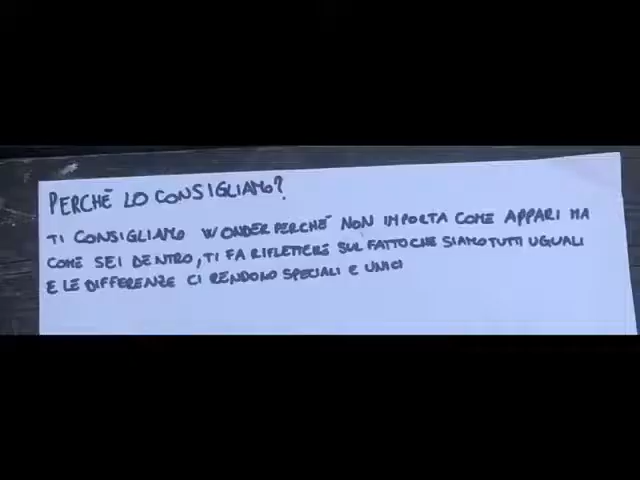 PERCHÉ LO CONSIGLIAMO?
TI CONSIGLIAMO WONDER PERCHÉ NON IMPORTA COME APPARI MA
COME SEI DENTRO, TI FA RIFLETTERE SUL FATTO CHE SIAMO TUTTI UGUALI
E LE DIFFERENZE CI RENDONO SPECIALI E UNICI